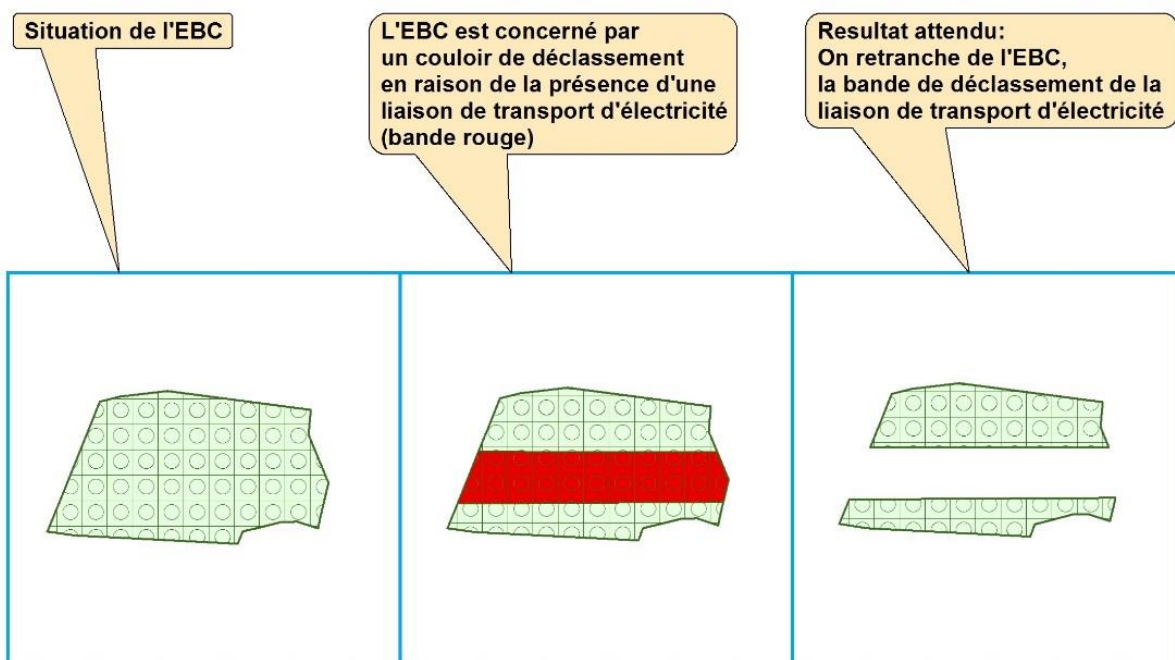 Situation de l'EBC
L'EBC est concerné par
un couloir de déclassement
en raison de la présence d'une
liaison de transport d'électricité
(bande rouge)
Resultat attendu:
On retranche de l'EBC,
la bande de déclassement de la
liaison de transport d'électricité